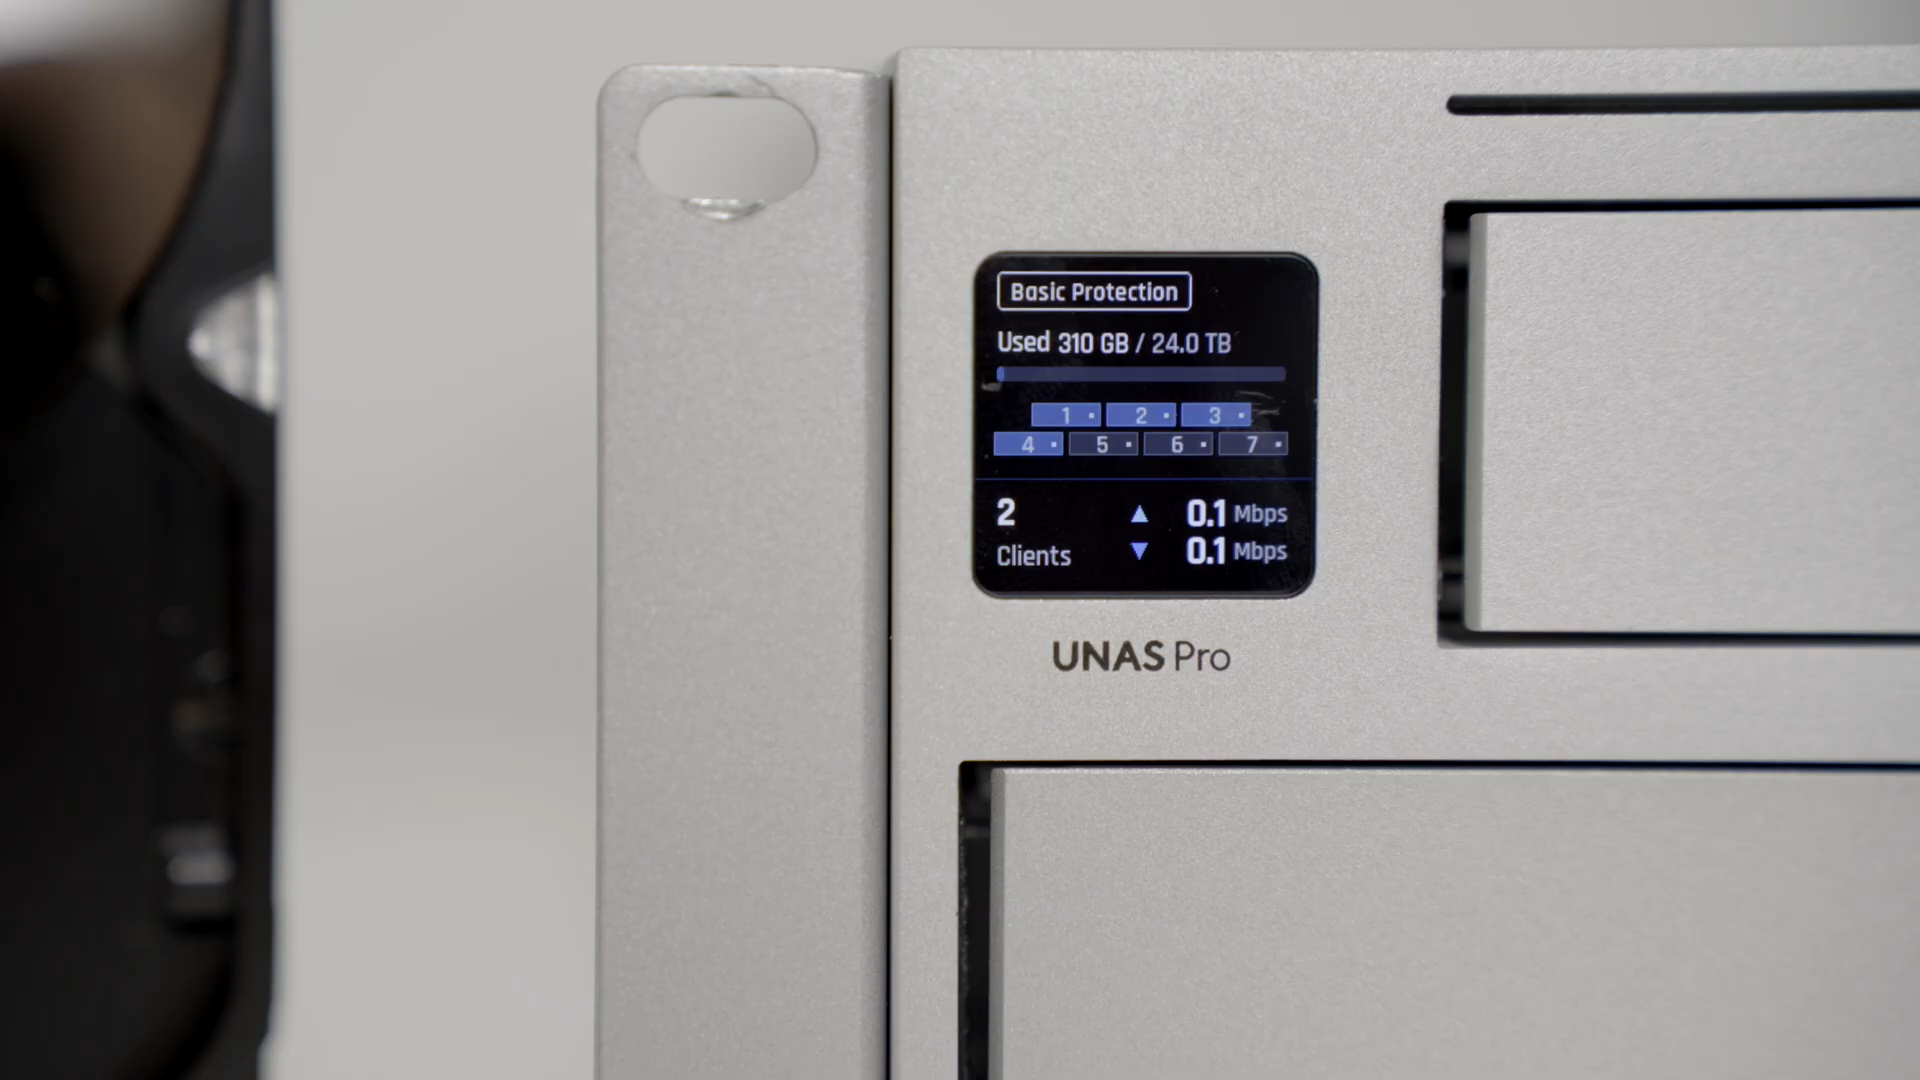 Basic Protection
Used 310 GB / 24.0 TB
1 2 3
4 5 6 7
2 ▲ 0.1 Mbps
Clients ▼ 0.1 Mbps
UNAS Pro